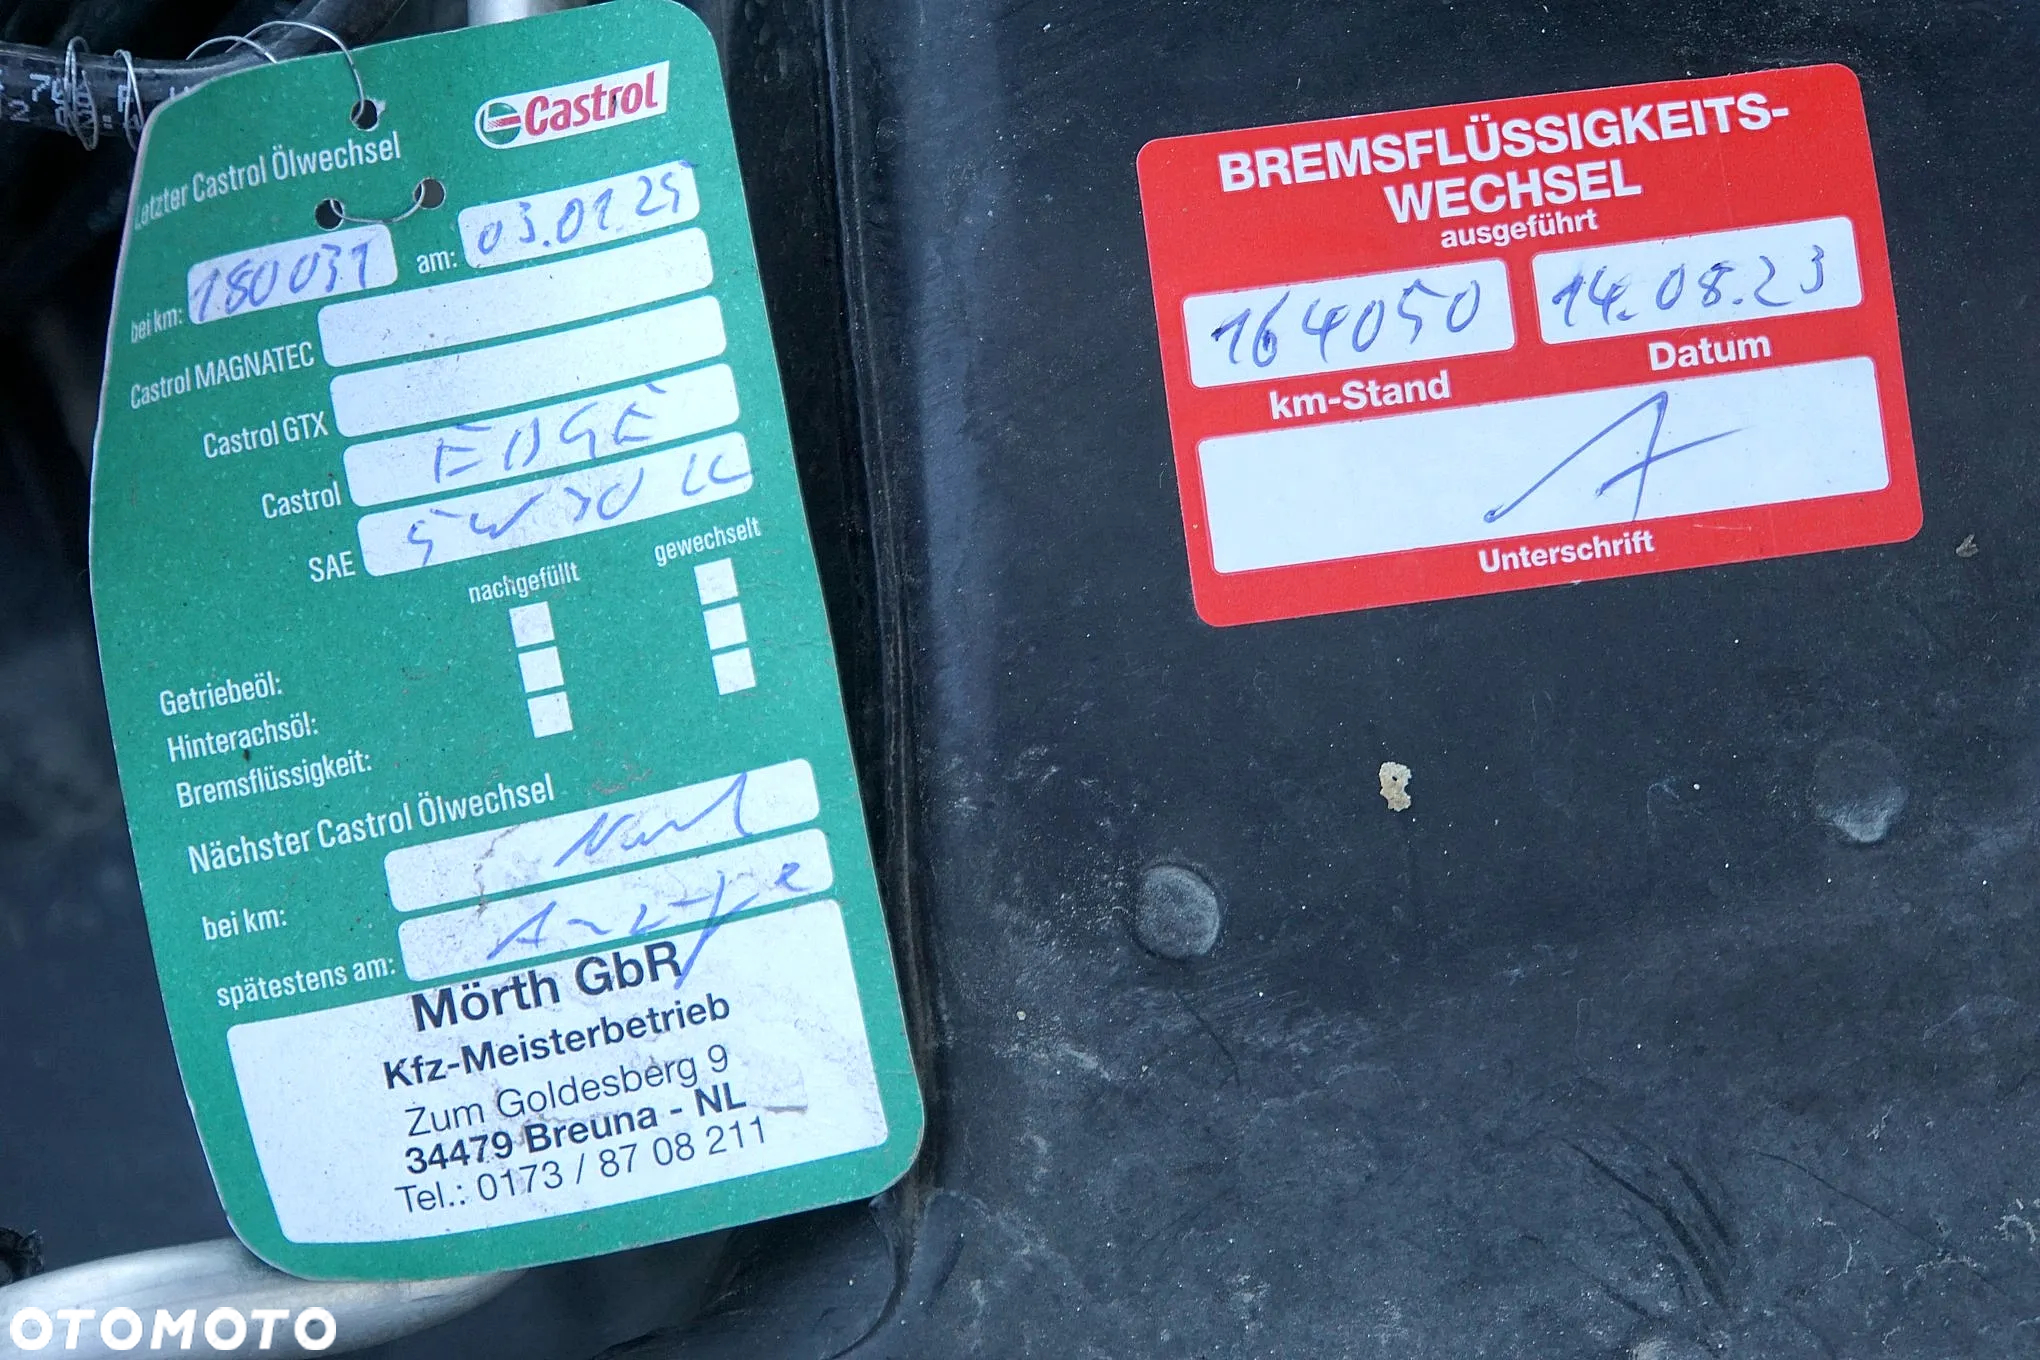 Castrol
Letzter Castrol Ölwechsel
bei km: 180031 am: 03.01.25
Castrol MAGNATEC
Castrol GTX
Castrol EDGE
SAE 5W30 LL
nachgefüllt gewechselt
Getriebeöl:
Hinterachsöl:
Bremsflüssigkeit:
Nächster Castrol Ölwechsel
bei km: Nach
spätestens am: Anzeige
Mörth GbR
Kfz-Meisterbetrieb
Zum Goldesberg 9
34479 Breuna - NL
Tel.: 0173 / 87 08 211
BREMSFLÜSSIGKEITS-
WECHSEL
ausgeführt
164050 14.08.23
km-Stand Datum
Unterschrift
OTOMOTO